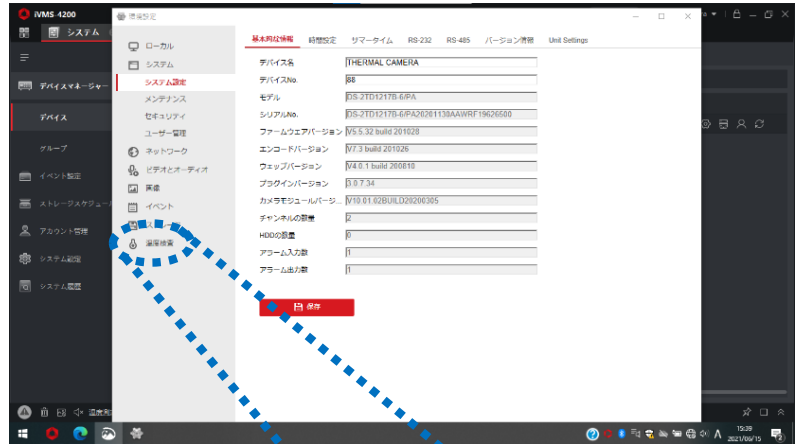 iVMS-4200
環境設定
システム
デバイスマネージャー
デバイス
グループ
イベント設定
ストレージスケジュー
アカウント管理
システム設定
システム履歴
ローカル
システム
システム設定
メンテナンス
セキュリティ
ユーザー管理
ネットワーク
ビデオとオーディオ
画像
イベント
温度検査
基本的な情報 時間設定 サマータイム RS-232 RS-485 バージョン情報 Unit Settings
デバイス名 THERMAL CAMERA
デバイスNo. 88
モデル DS-2TD1217B-6/PA
シリアルNo. DS-2TD1217B-6/PA20201130AAWRF19626500
ファームウェアバージョン V5.5.32 build 201028
エンコードバージョン V7.3 build 201026
ウェッブバージョン V4.0.1 build 200818
プラグインバージョン 3.0.7.34
カメラモジュールバージ... V10.01.02BUILD20200305
チャンネルの数量 2
HDDの数量 0
アラーム入力数 1
アラーム出力数 1
保存
15:39
2021/06/15